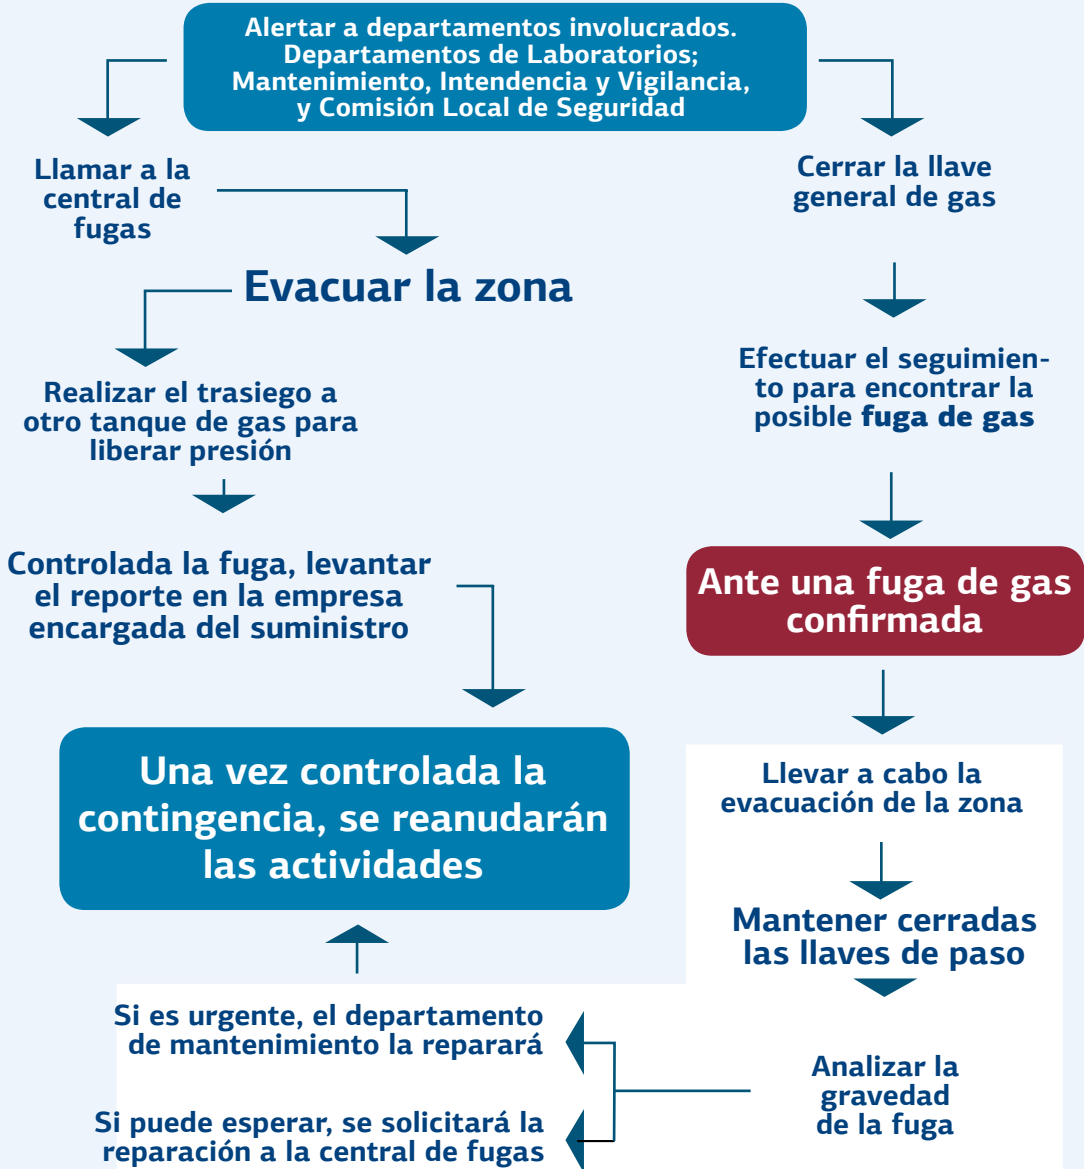 Alertar a departamentos involucrados.
Departamentos de Laboratorios;
Mantenimiento, Intendencia y Vigilancia,
y Comisión Local de Seguridad
Llamar a la
central de
fugas
Evacuar la zona
Realizar el trasiego a
otro tanque de gas para
liberar presión
Controlada la fuga, levantar
el reporte en la empresa
encargada del suministro
Cerrar la llave
general de gas
Efectuar el seguimien-
to para encontrar la
posible fuga de gas
Ante una fuga de gas
confirmada
Llevar a cabo la
evacuación de la zona
Mantener cerradas
las llaves de paso
Analizar la
gravedad
de la fuga
Si es urgente, el departamento
de mantenimiento la reparará
Si puede esperar, se solicitará la
reparación a la central de fugas
Una vez controlada la
contingencia, se reanudarán
las actividades